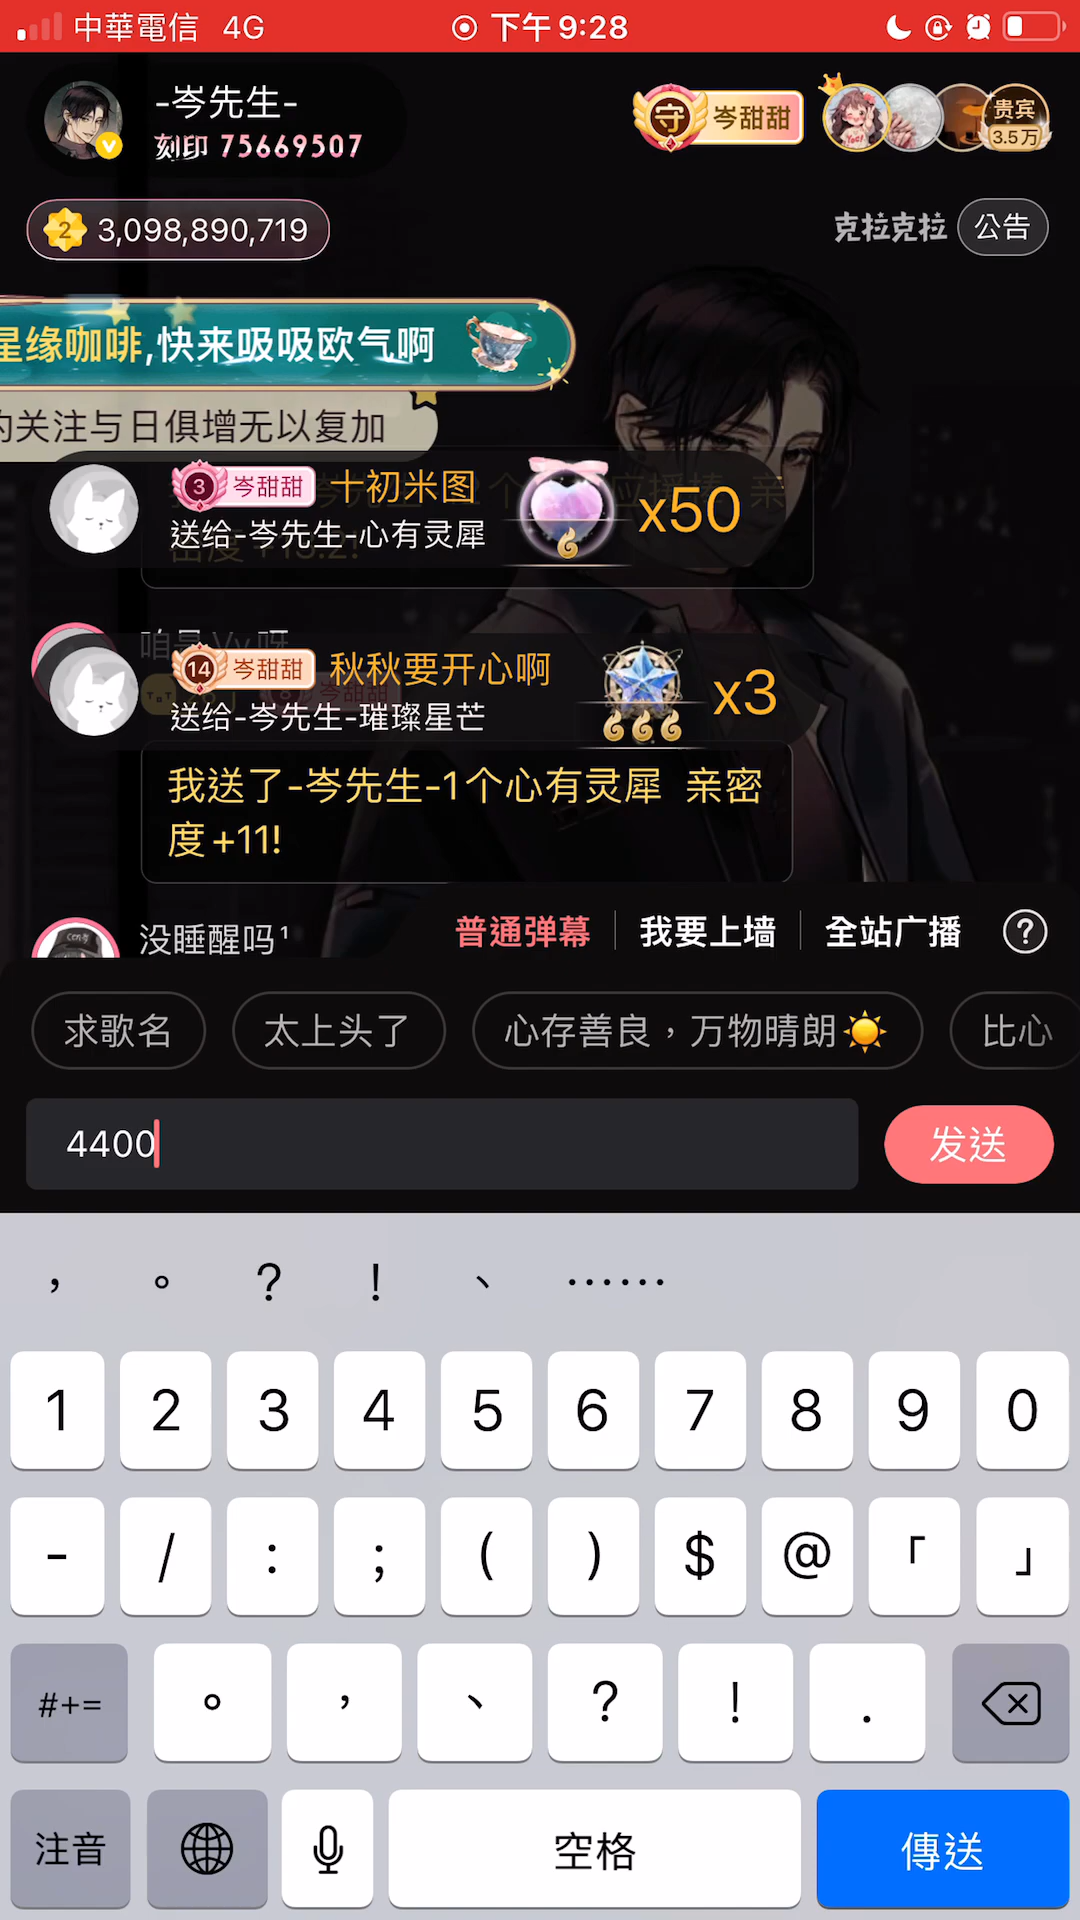 中華電信 4G
下午 9:28
-岑先生-
刻印 75669507
守 岑甜甜
贵宾
3.5万
2 3,098,890,719
克拉克拉 公告
星缘咖啡,快来吸吸欧气啊
的关注与日俱增无以复加
3 岑甜甜 十初米图
送给-岑先生-心有灵犀
x50
14 岑甜甜 秋秋要开心啊
送给-岑先生-璀璨星芒
x3
我送了-岑先生-1个心有灵犀 亲密
度+11!
没睡醒吗¹
普通弹幕 我要上墙 全站广播 ?
求歌名 太上头了 心存善良，万物晴朗☀️ 比心
4400 发送
， 。 ? ! 、 ……
1 2 3 4 5 6 7 8 9 0
- / : ; ( ) $ @ 「 」
#+= 。 ， 、 ? ! .
注音 空格 傳送